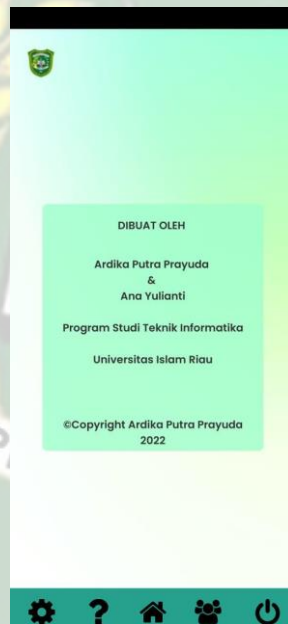 DIBUAT OLEH
Ardika Putra Prayuda
&
Ana Yulianti
Program Studi Teknik Informatika
Universitas Islam Riau
©Copyright Ardika Putra Prayuda
2022